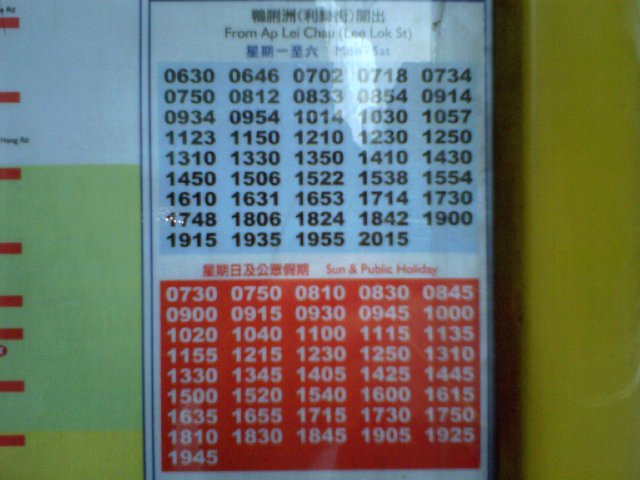 鴨脷洲(利樂街)開出
From Ap Lei Chau (Lee Lok St)
星期一至六 Mon - Sat
0630 0646 0702 0718 0734
0750 0812 0833 0854 0914
0934 0954 1014 1030 1057
1123 1150 1210 1230 1250
1310 1330 1350 1410 1430
1450 1506 1522 1538 1554
1610 1631 1653 1714 1730
1748 1806 1824 1842 1900
1915 1935 1955 2015
星期日及公眾假期 Sun & Public Holiday
0730 0750 0810 0830 0845
0900 0915 0930 0945 1000
1020 1040 1100 1115 1135
1155 1215 1230 1250 1310
1330 1345 1405 1425 1445
1500 1520 1540 1600 1615
1635 1655 1715 1730 1750
1810 1830 1845 1905 1925
1945
Rd
Hang Rd